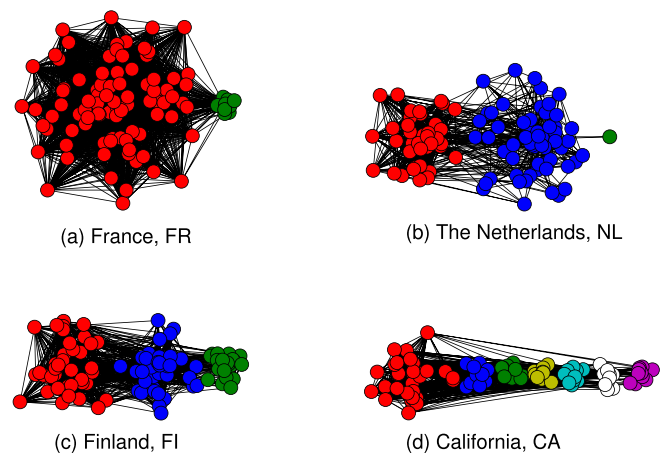 (a) France, FR
(b) The Netherlands, NL
(c) Finland, FI
(d) California, CA